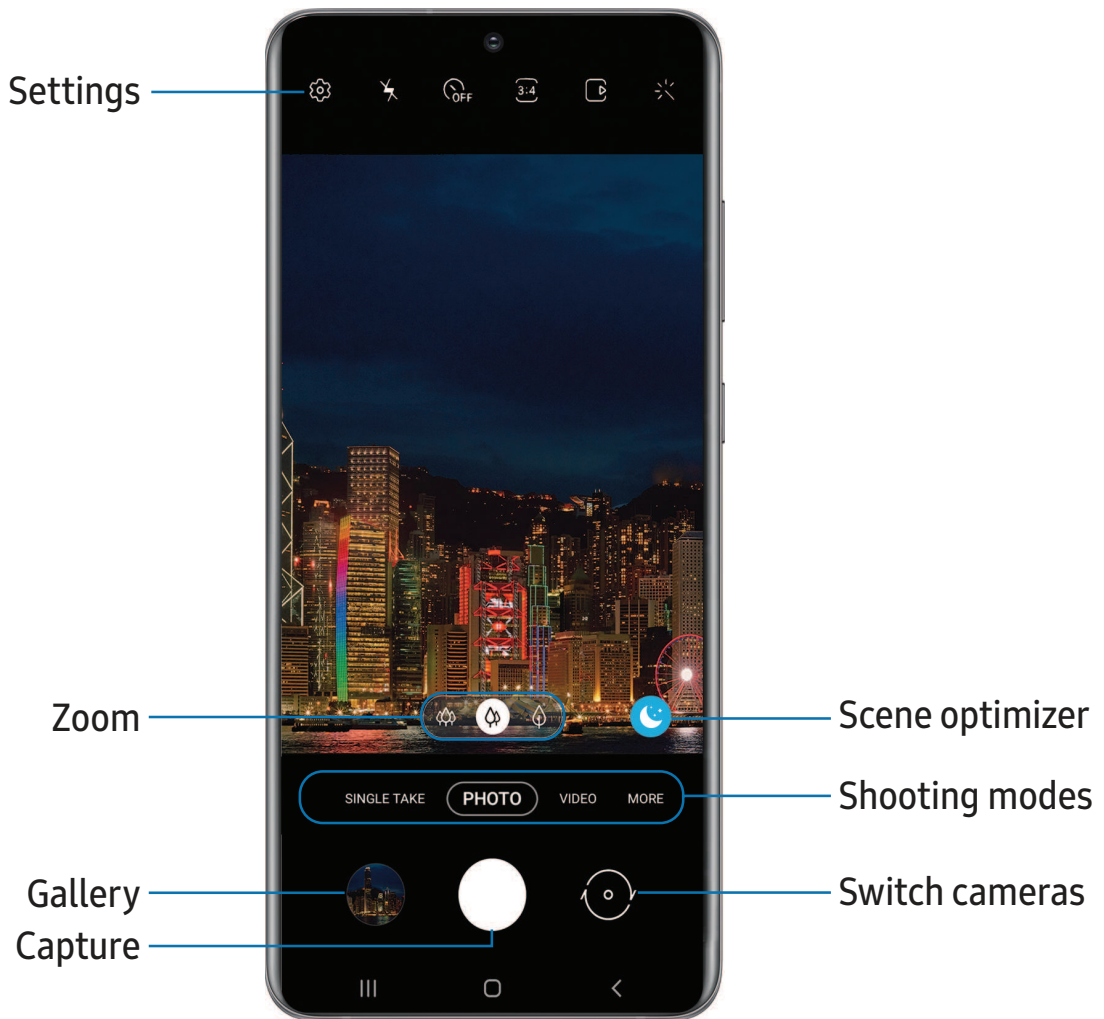 Settings
OFF
3:4
Zoom
Scene optimizer
SINGLE TAKE PHOTO VIDEO MORE
Shooting modes
Gallery
Switch cameras
Capture